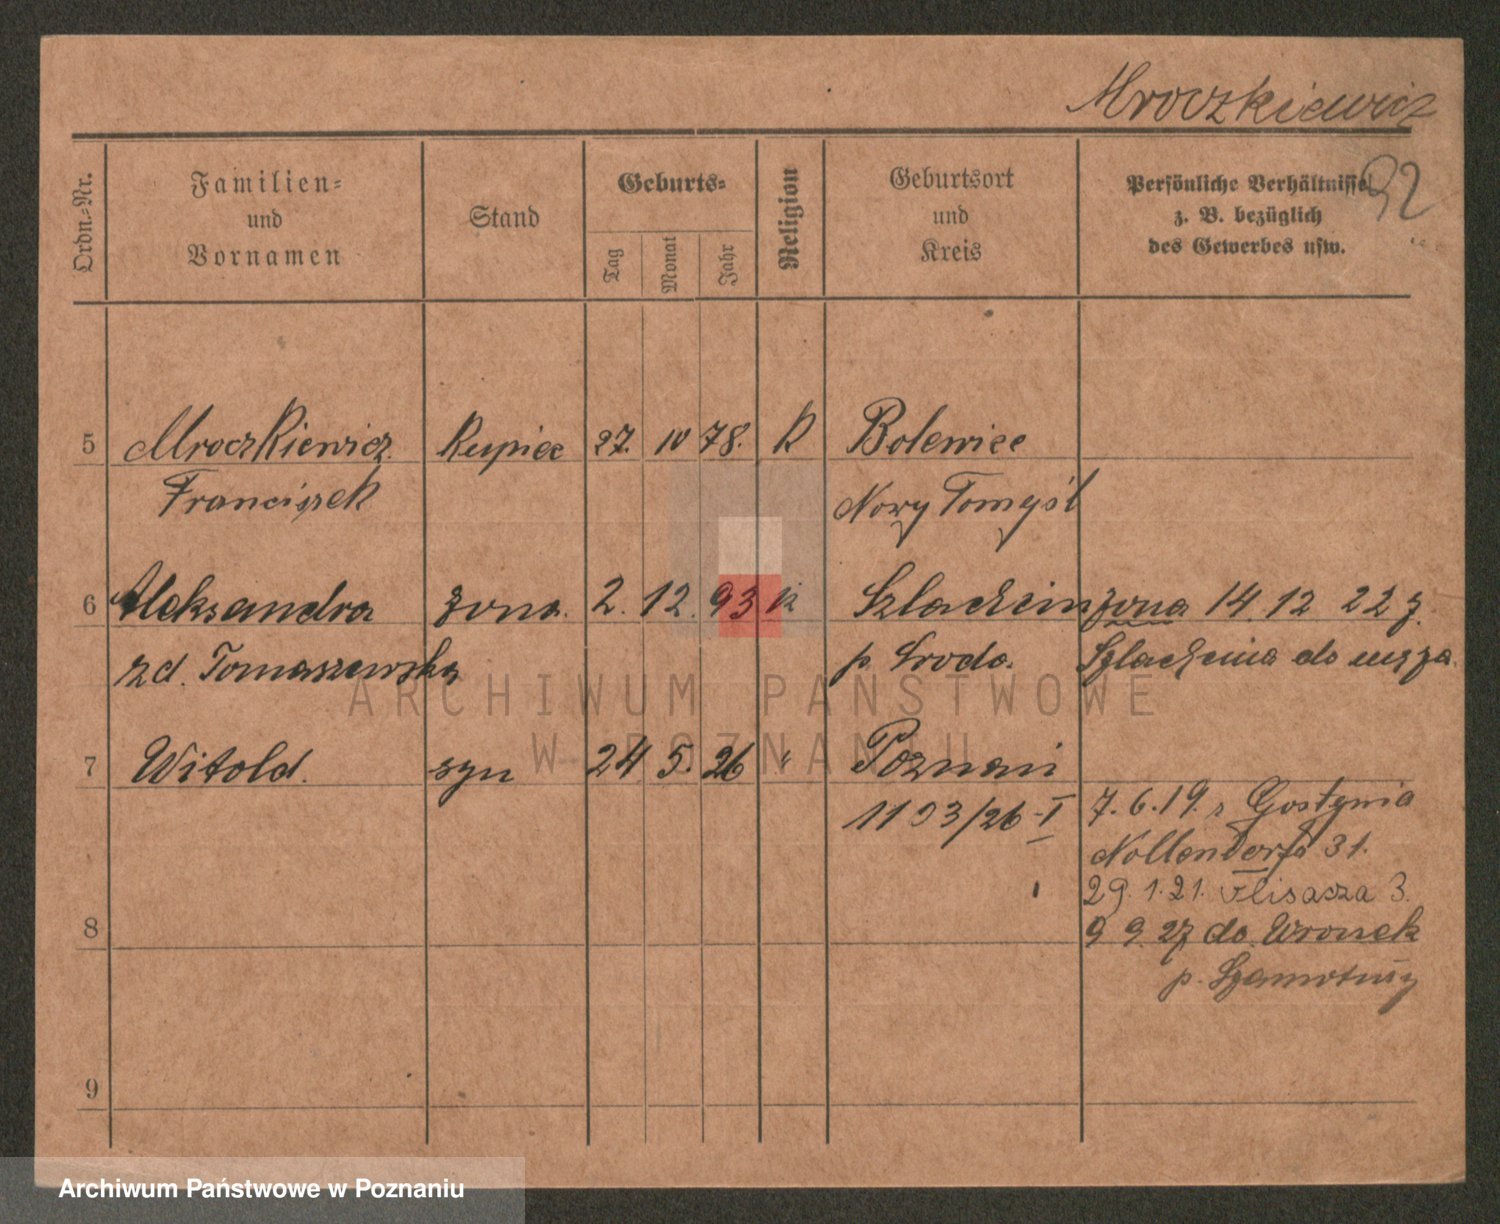 Mroczkiewicz
92
Ordn.=Nr.
Familien=
und
Vornamen
Stand
Geburts=
Tag
Monat
Jahr
Religion
Geburtsort
und
Kreis
Persönliche Verhältnisse
z. B. bezüglich
des Gewerbes usw.
5 Mroczkiewicz Kupiec 27. 10 78. K Bolewice
Franciszek Nowy Tomyśl
6 Aleksandra żona. 2. 12. 93 K Szlachcin żona 14. 12 22 z
zd. Tomaszewska p. Środa. Szlachcina do męża.
7 Witold. syn 24 5. 26 " Poznań
1193/26-I 7.6.19. z Gostynia
Nollendorfa 31.
29.1.21. Flisacza 3.
8 9 9. 27 do Wronek
p. Szamotuły
9
ARCHIWUM PAŃSTWOWE
W POZNANIU
Archiwum Państwowe w Poznaniu